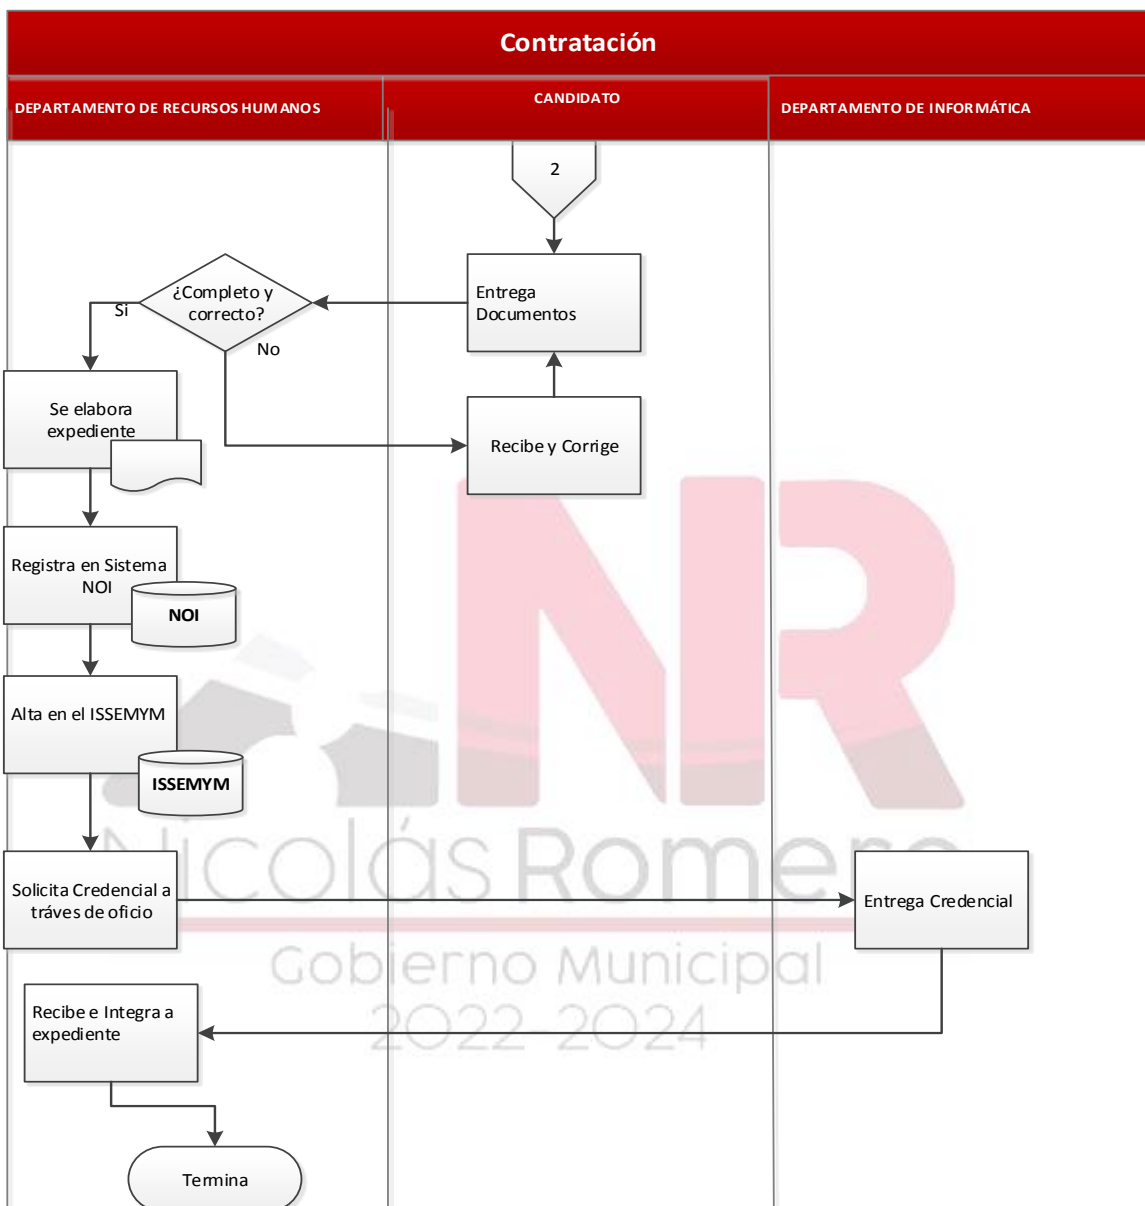 Contratación
DEPARTAMENTO DE RECURSOS HUMANOS
CANDIDATO
DEPARTAMENTO DE INFORMÁTICA
2
¿Completo y
correcto?
Entrega
Documentos
Si
No
Se elabora
expediente
Recibe y Corrige
Registra en Sistema
NOI
NOI
Alta en el ISSEMYM
ISSEMYM
Nicolás Romero
Solicita Credencial a
tráves de oficio
Entrega Credencial
Gobierno Municipal
2022-2024
Recibe e Integra a
expediente
Termina
NR